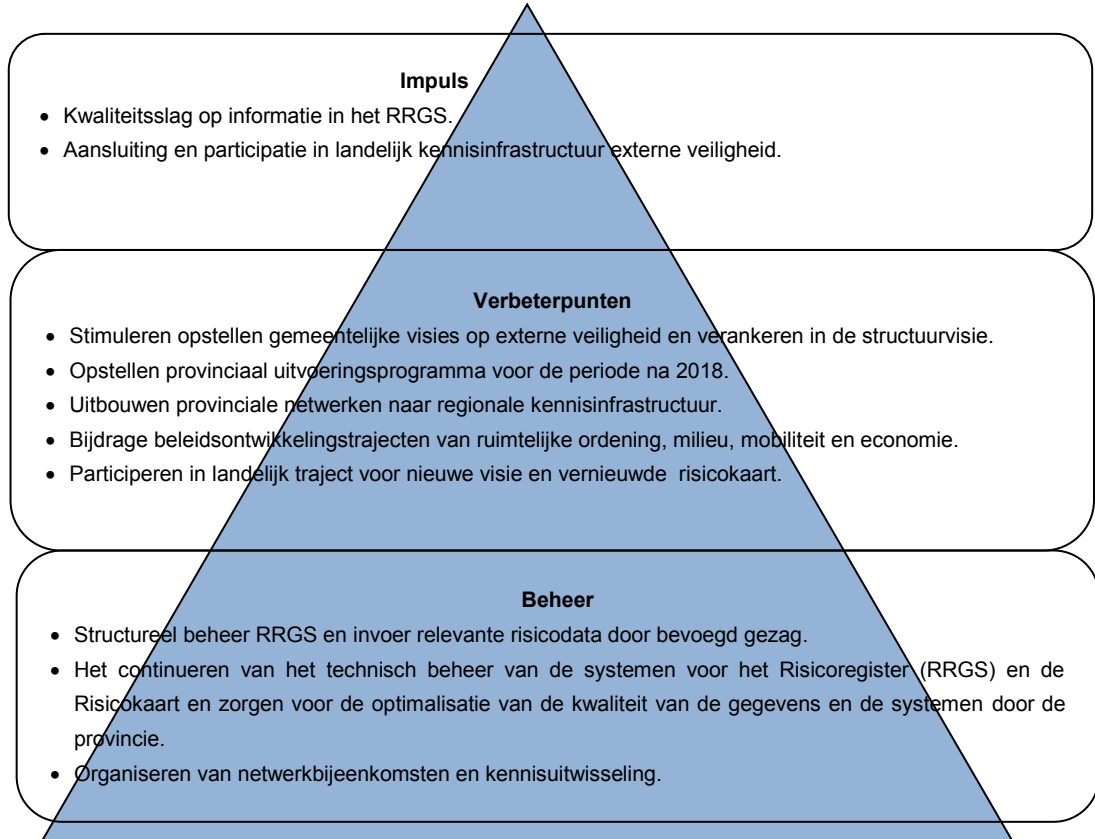 Impuls
• Kwaliteitsslag op informatie in het RRGS.
• Aansluiting en participatie in landelijk kennisinfrastructuur externe veiligheid.
Verbeterpunten
• Stimuleren opstellen gemeentelijke visies op externe veiligheid en verankeren in de structuurvisie.
• Opstellen provinciaal uitvoeringsprogramma voor de periode na 2018.
• Uitbouwen provinciale netwerken naar regionale kennisinfrastructuur.
• Bijdrage beleidsontwikkelingstrajecten van ruimtelijke ordening, milieu, mobiliteit en economie.
• Participeren in landelijk traject voor nieuwe visie en vernieuwde risicokaart.
Beheer
• Structureel beheer RRGS en invoer relevante risicodata door bevoegd gezag.
• Het continueren van het technisch beheer van de systemen voor het Risicoregister (RRGS) en de
Risicokaart en zorgen voor de optimalisatie van de kwaliteit van de gegevens en de systemen door de
provincie.
• Organiseren van netwerkbijeenkomsten en kennisuitwisseling.